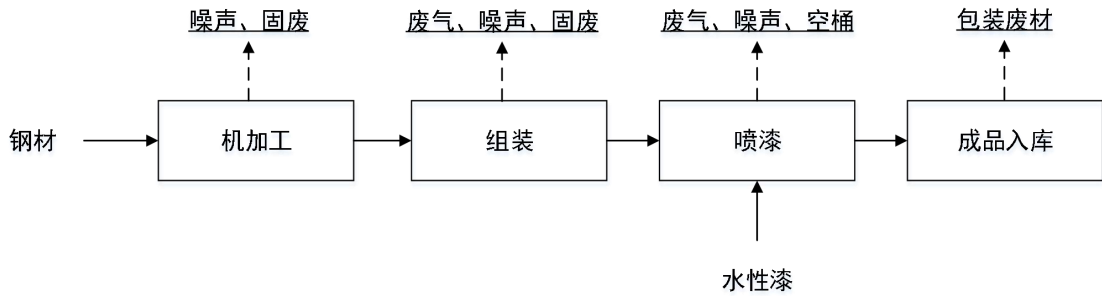 噪声、固废
废气、噪声、固废
废气、噪声、空桶
包装废材
钢材
机加工
组装
喷漆
成品入库
水性漆